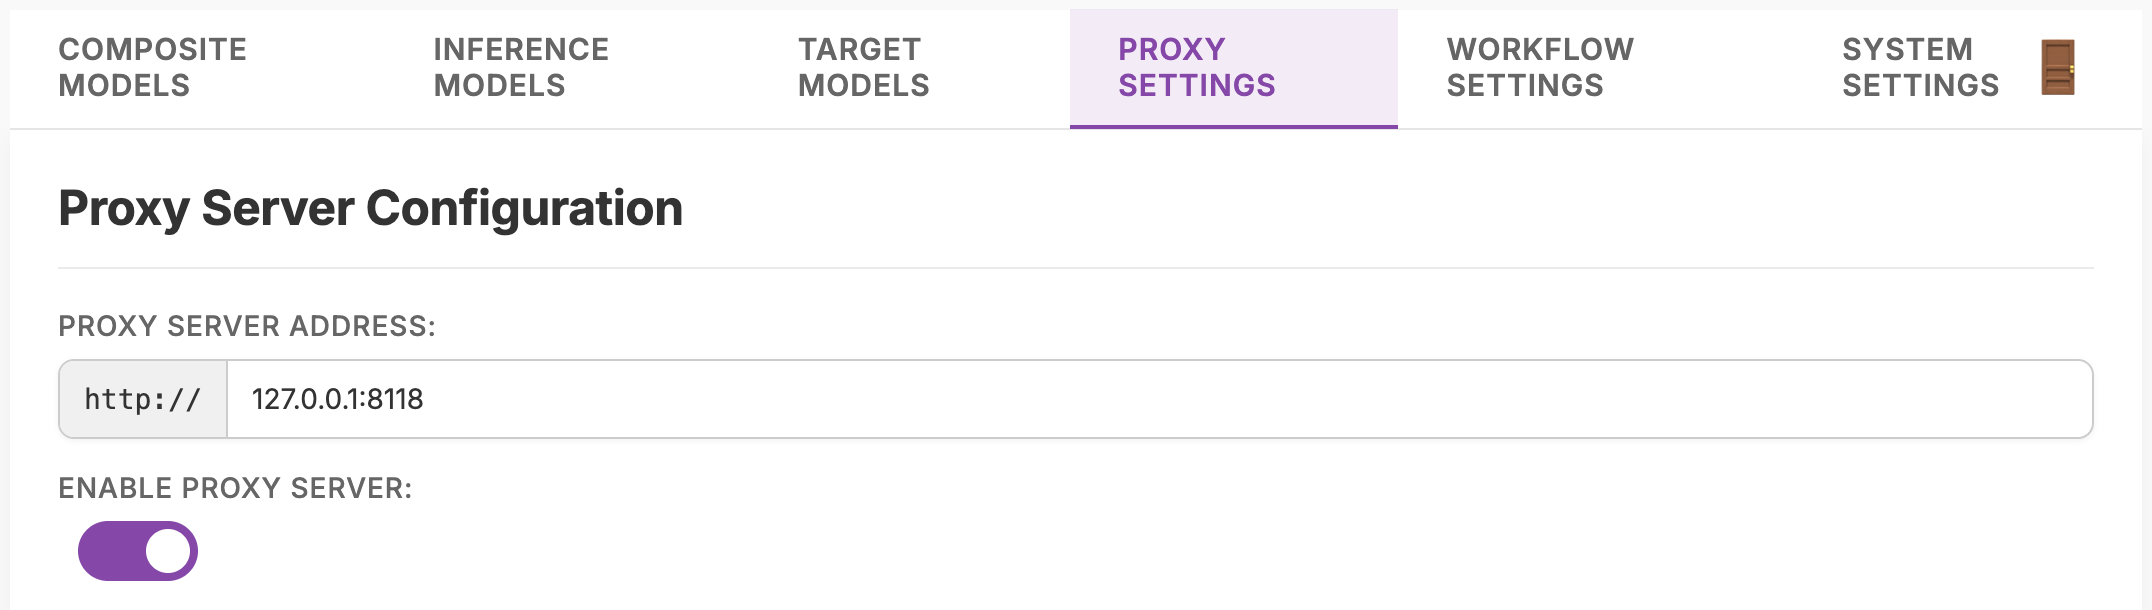 COMPOSITE
MODELS
INFERENCE
MODELS
TARGET
MODELS
PROXY
SETTINGS
WORKFLOW
SETTINGS
SYSTEM
SETTINGS
Proxy Server Configuration
PROXY SERVER ADDRESS:
http:// 127.0.0.1:8118
ENABLE PROXY SERVER: